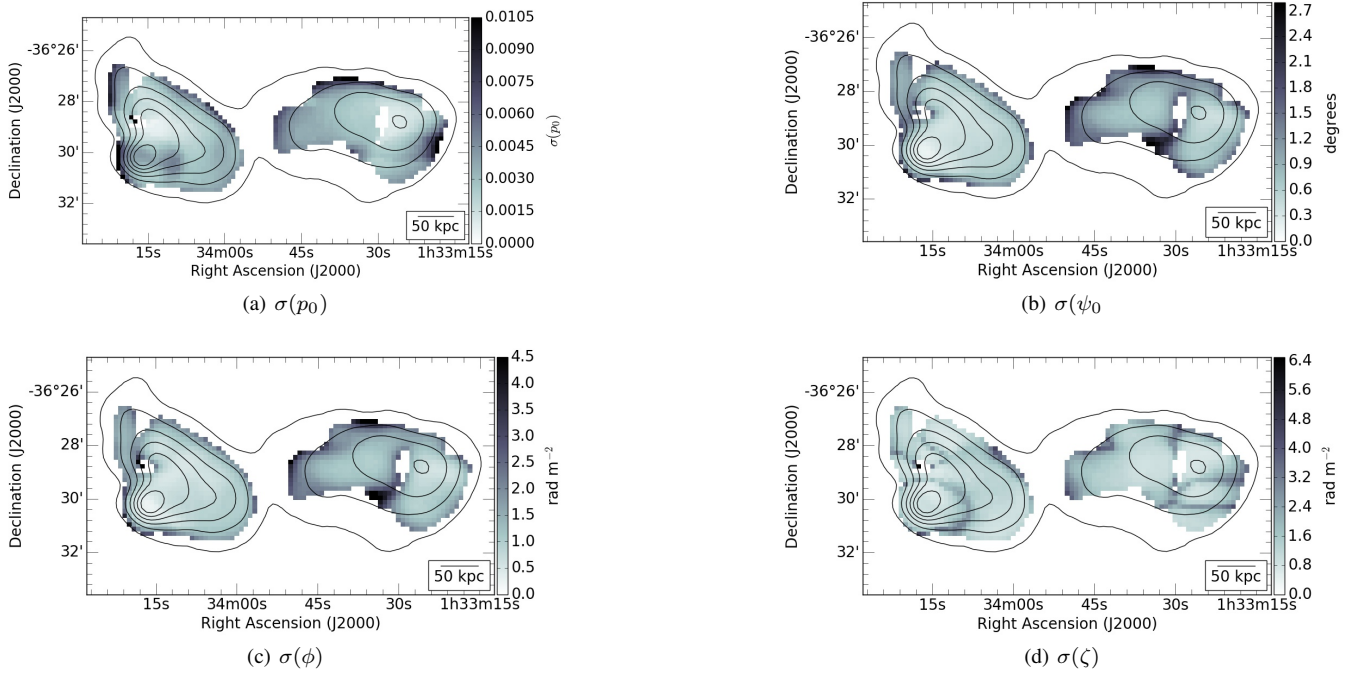 0.0105
0.0090
0.0075
0.0060
0.0045
0.0030
0.0015
0.0000
σ(p0)
-36°26'
28'
30'
32'
Declination (J2000)
50 kpc
15s 34m00s 45s 30s 1h33m15s
Right Ascension (J2000)
(a) σ(p0)
2.7
2.4
2.1
1.8
1.5
1.2
0.9
0.6
0.3
0.0
degrees
-36°26'
28'
30'
32'
Declination (J2000)
50 kpc
15s 34m00s 45s 30s 1h33m15s
Right Ascension (J2000)
(b) σ(ψ0
4.5
4.0
3.5
3.0
2.5
2.0
1.5
1.0
0.5
0.0
rad m−2
-36°26'
28'
30'
32'
Declination (J2000)
50 kpc
15s 34m00s 45s 30s 1h33m15s
Right Ascension (J2000)
(c) σ(ϕ)
6.4
5.6
4.8
4.0
3.2
2.4
1.6
0.8
0.0
rad m−2
-36°26'
28'
30'
32'
Declination (J2000)
50 kpc
15s 34m00s 45s 30s 1h33m15s
Right Ascension (J2000)
(d) σ(ζ)